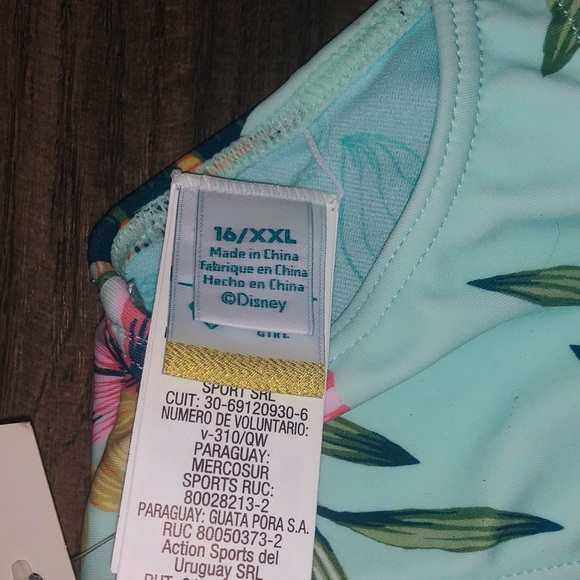 16/XXL
Made in China
Fabrique en China
Hecho en China
©Disney
GIRL
SPORT SRL
CUIT: 30-69120930-6
NUMERO DE VOLUNTARIO:
v-310/QW
PARAGUAY:
MERCOSUR
SPORTS RUC:
80028213-2
PARAGUAY: GUATA PORA S.A.
RUC 80050373-2
Action Sports del
Uruguay SRL